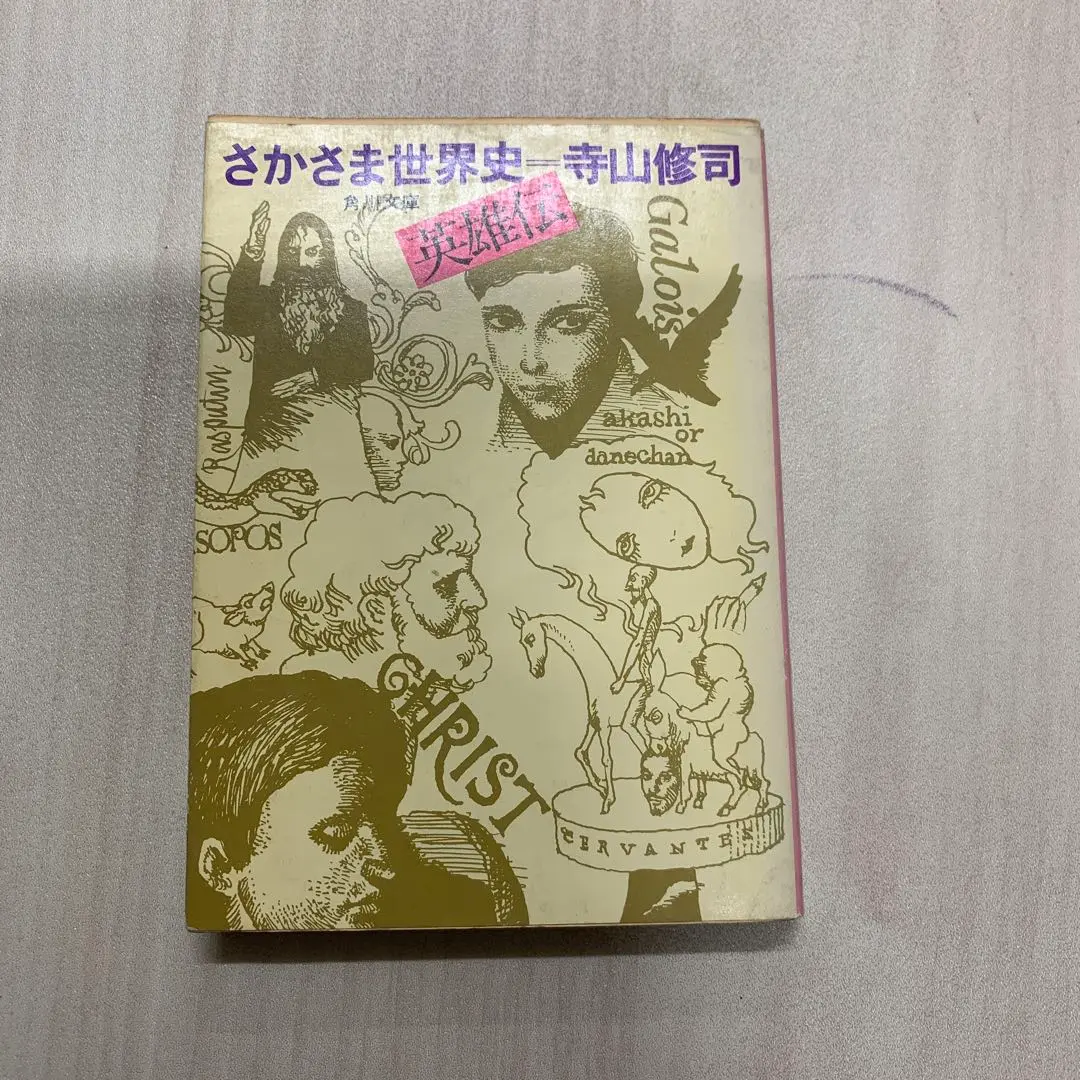 さかさま世界史=寺山修司
角川文庫
英雄伝
Galois
Rasputin
akashi
or
danechan
SOPOS
CHRIST
CERVANTES